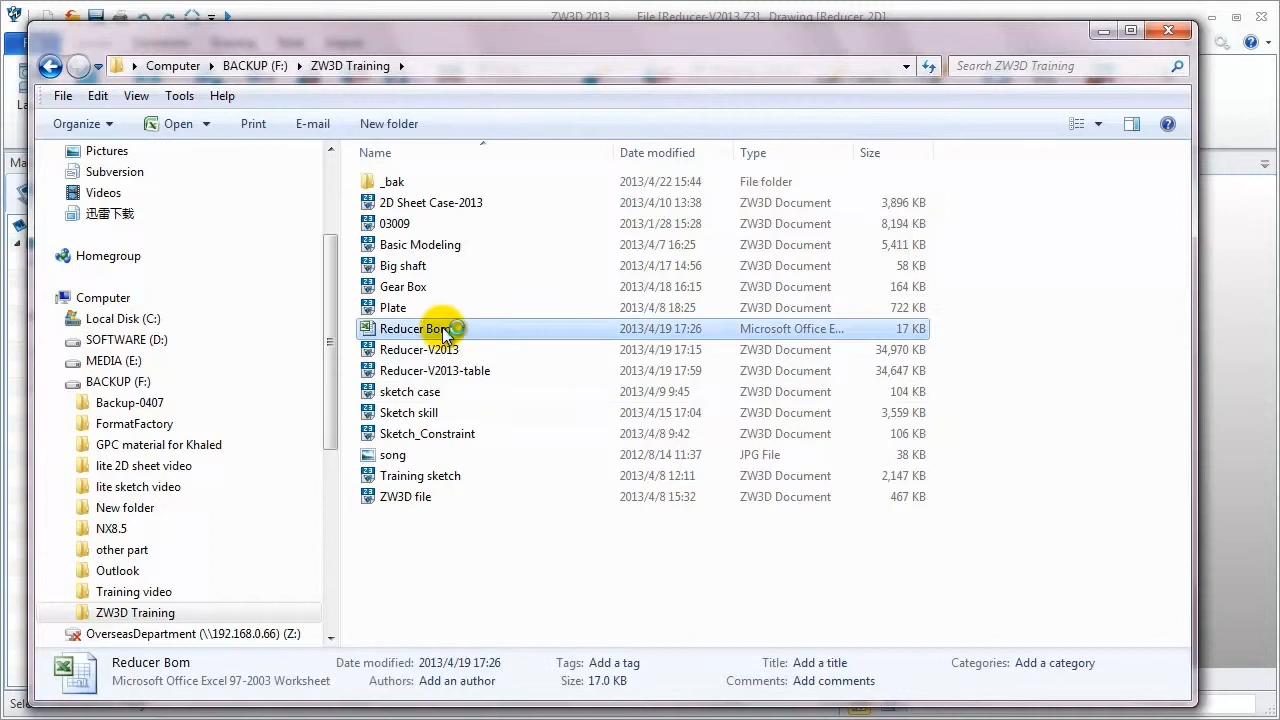 ZW3D 2013 File [Reducer-V2013.Z3] Drawing [Reducer_2D]
Computer BACKUP (F:) ZW3D Training
Search ZW3D Training
File Edit View Tools Help
Organize Open Print E-mail New folder
Pictures
Subversion
Videos
迅雷下载
Homegroup
Computer
Local Disk (C:)
SOFTWARE (D:)
MEDIA (E:)
BACKUP (F:)
Backup-0407
FormatFactory
GPC material for Khaled
lite 2D sheet video
lite sketch video
New folder
NX8.5
other part
Outlook
Training video
ZW3D Training
OverseasDepartment (\\192.168.0.66) (Z:)
Name Date modified Type Size
_bak 2013/4/22 15:44 File folder
2D Sheet Case-2013 2013/4/10 13:38 ZW3D Document 3,896 KB
03009 2013/1/28 15:28 ZW3D Document 8,194 KB
Basic Modeling 2013/4/7 16:25 ZW3D Document 5,411 KB
Big shaft 2013/4/17 14:56 ZW3D Document 58 KB
Gear Box 2013/4/18 16:15 ZW3D Document 164 KB
Plate 2013/4/8 18:25 ZW3D Document 722 KB
Reducer Bom 2013/4/19 17:26 Microsoft Office E... 17 KB
Reducer-V2013 2013/4/19 17:15 ZW3D Document 34,970 KB
Reducer-V2013-table 2013/4/19 17:59 ZW3D Document 34,647 KB
sketch case 2013/4/9 9:45 ZW3D Document 104 KB
Sketch skill 2013/4/15 17:04 ZW3D Document 3,559 KB
Sketch_Constraint 2013/4/8 9:42 ZW3D Document 106 KB
song 2012/8/14 11:37 JPG File 38 KB
Training sketch 2013/4/8 12:11 ZW3D Document 2,147 KB
ZW3D file 2013/4/8 15:32 ZW3D Document 467 KB
Reducer Bom Date modified: 2013/4/19 17:26 Tags: Add a tag Title: Add a title Categories: Add a category
Microsoft Office Excel 97-2003 Worksheet Authors: Add an author Size: 17.0 KB Comments: Add comments